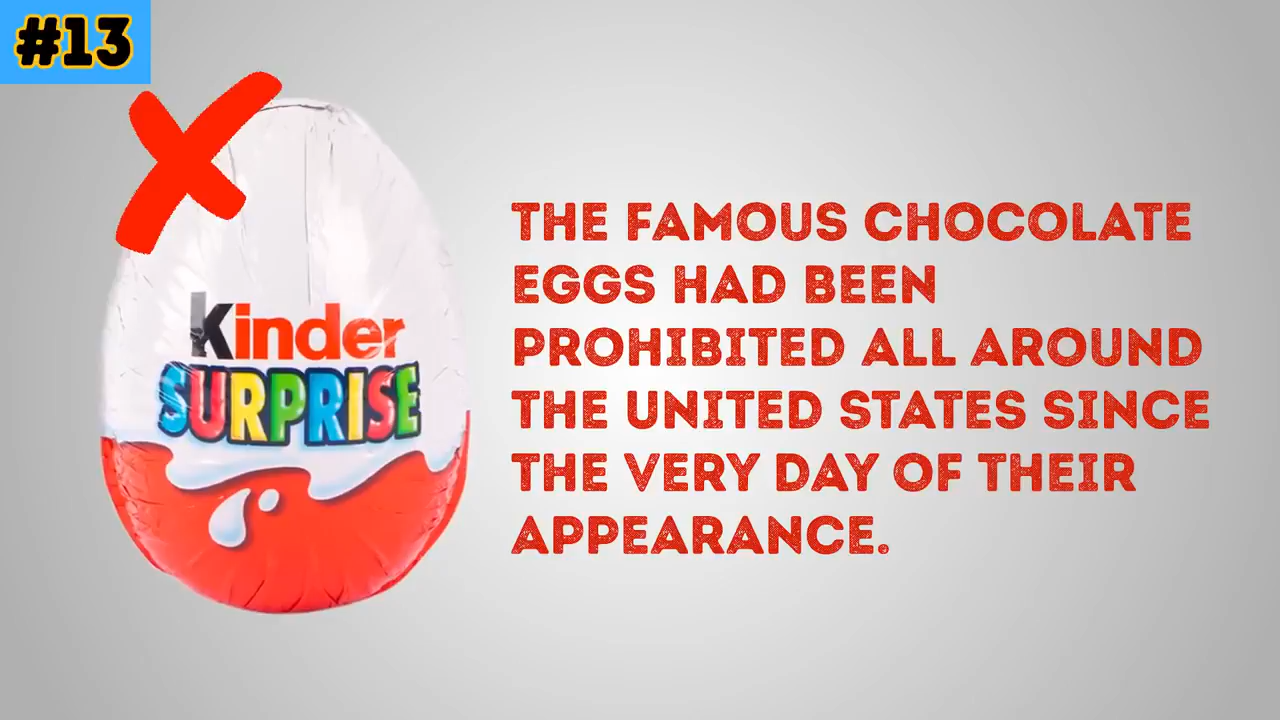 #13
Kinder
SURPRISE
THE FAMOUS CHOCOLATE
EGGS HAD BEEN
PROHIBITED ALL AROUND
THE UNITED STATES SINCE
THE VERY DAY OF THEIR
APPEARANCE.